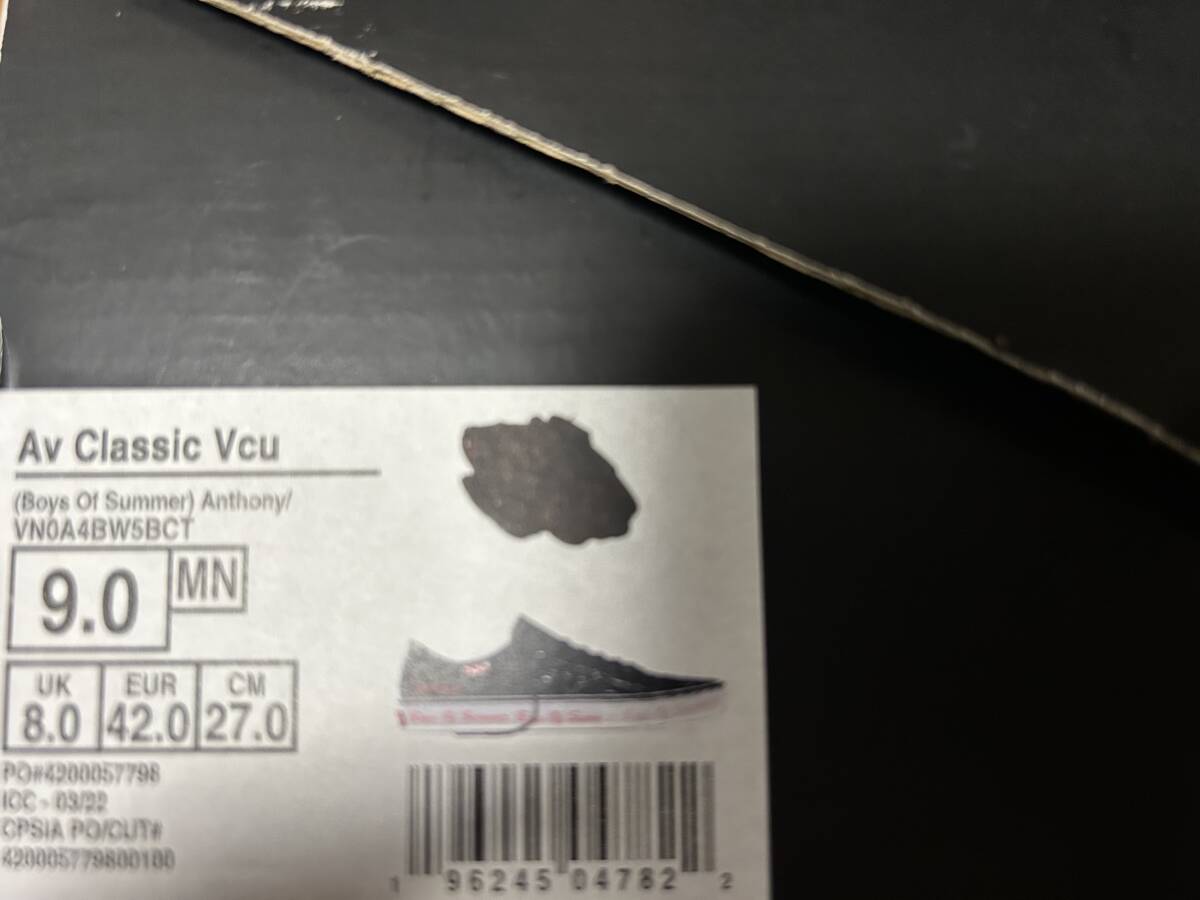 Av Classic Vcu
(Boys Of Summer) Anthony/
VN0A4BW5BCT
9.0 MN
UK EUR CM
8.0 42.0 27.0
PO#4200057798
ICC - 03/22
CPSIA PO/CUT#
420005779800100
1 96245 04782 2